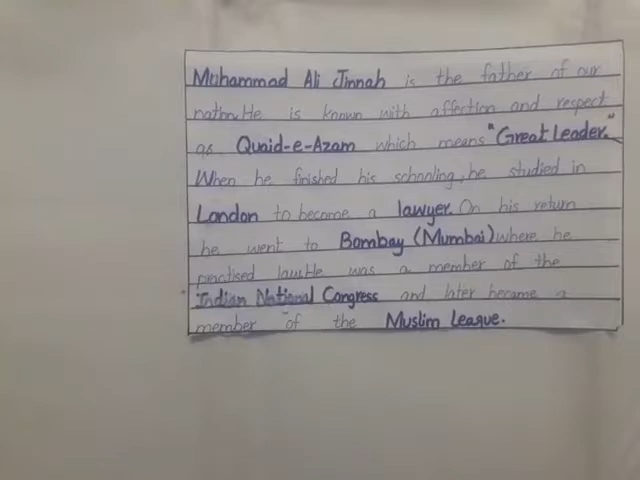 Muhammad Ali Jinnah is the father of our
nation. He is known with affection and respect
as Quaid-e-Azam which means "Great Leader."
When he finished his schooling, he studied in
London to become a lawyer. On his return
he went to Bombay (Mumbai) where he
practised law. He was a member of the
Indian National Congress and later became a
member of the Muslim League.